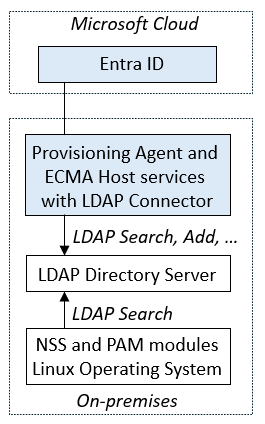 Microsoft Cloud
Entra ID
Provisioning Agent and
ECMA Host services
with LDAP Connector
LDAP Search, Add, ...
LDAP Directory Server
LDAP Search
NSS and PAM modules
Linux Operating System
On-premises